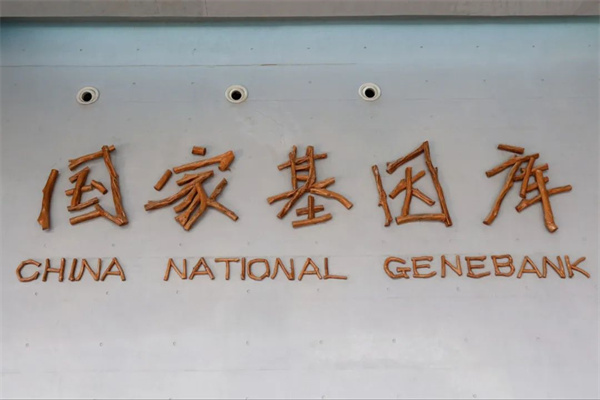 国家基因库
CHINA NATIONAL GENEBANK